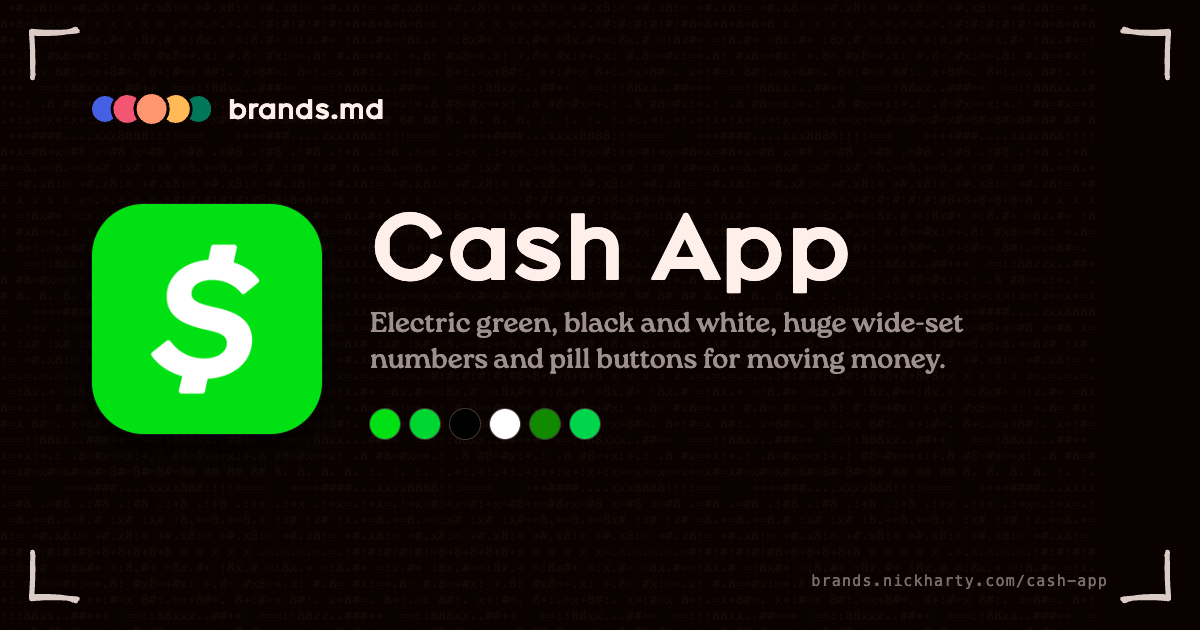 brands.md
$
Cash App
Electric green, black and white, huge wide-set
numbers and pill buttons for moving money.
brands.nickharty.com/cash-app